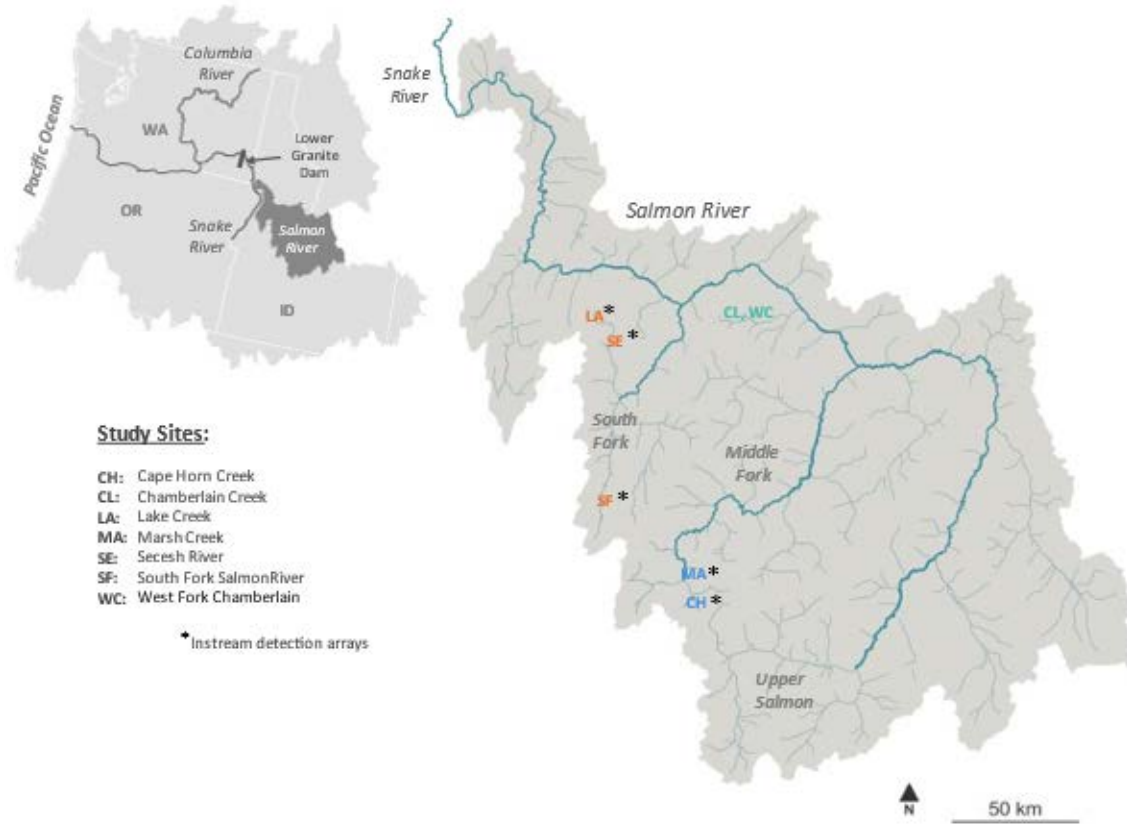 Columbia
River
WA
Lower
Granite
Dam
Pacific Ocean
OR
Snake
River
Salmon
River
ID
Snake
River
Salmon River
LA*
SE *
CL, WC
South
Fork
Middle
Fork
SF *
MA*
CH *
Upper
Salmon
Study Sites:
CH: Cape Horn Creek
CL: Chamberlain Creek
LA: Lake Creek
MA: Marsh Creek
SE: Secesh River
SF: South Fork SalmonRiver
WC: West Fork Chamberlain
*Instream detection arrays
N
50 km